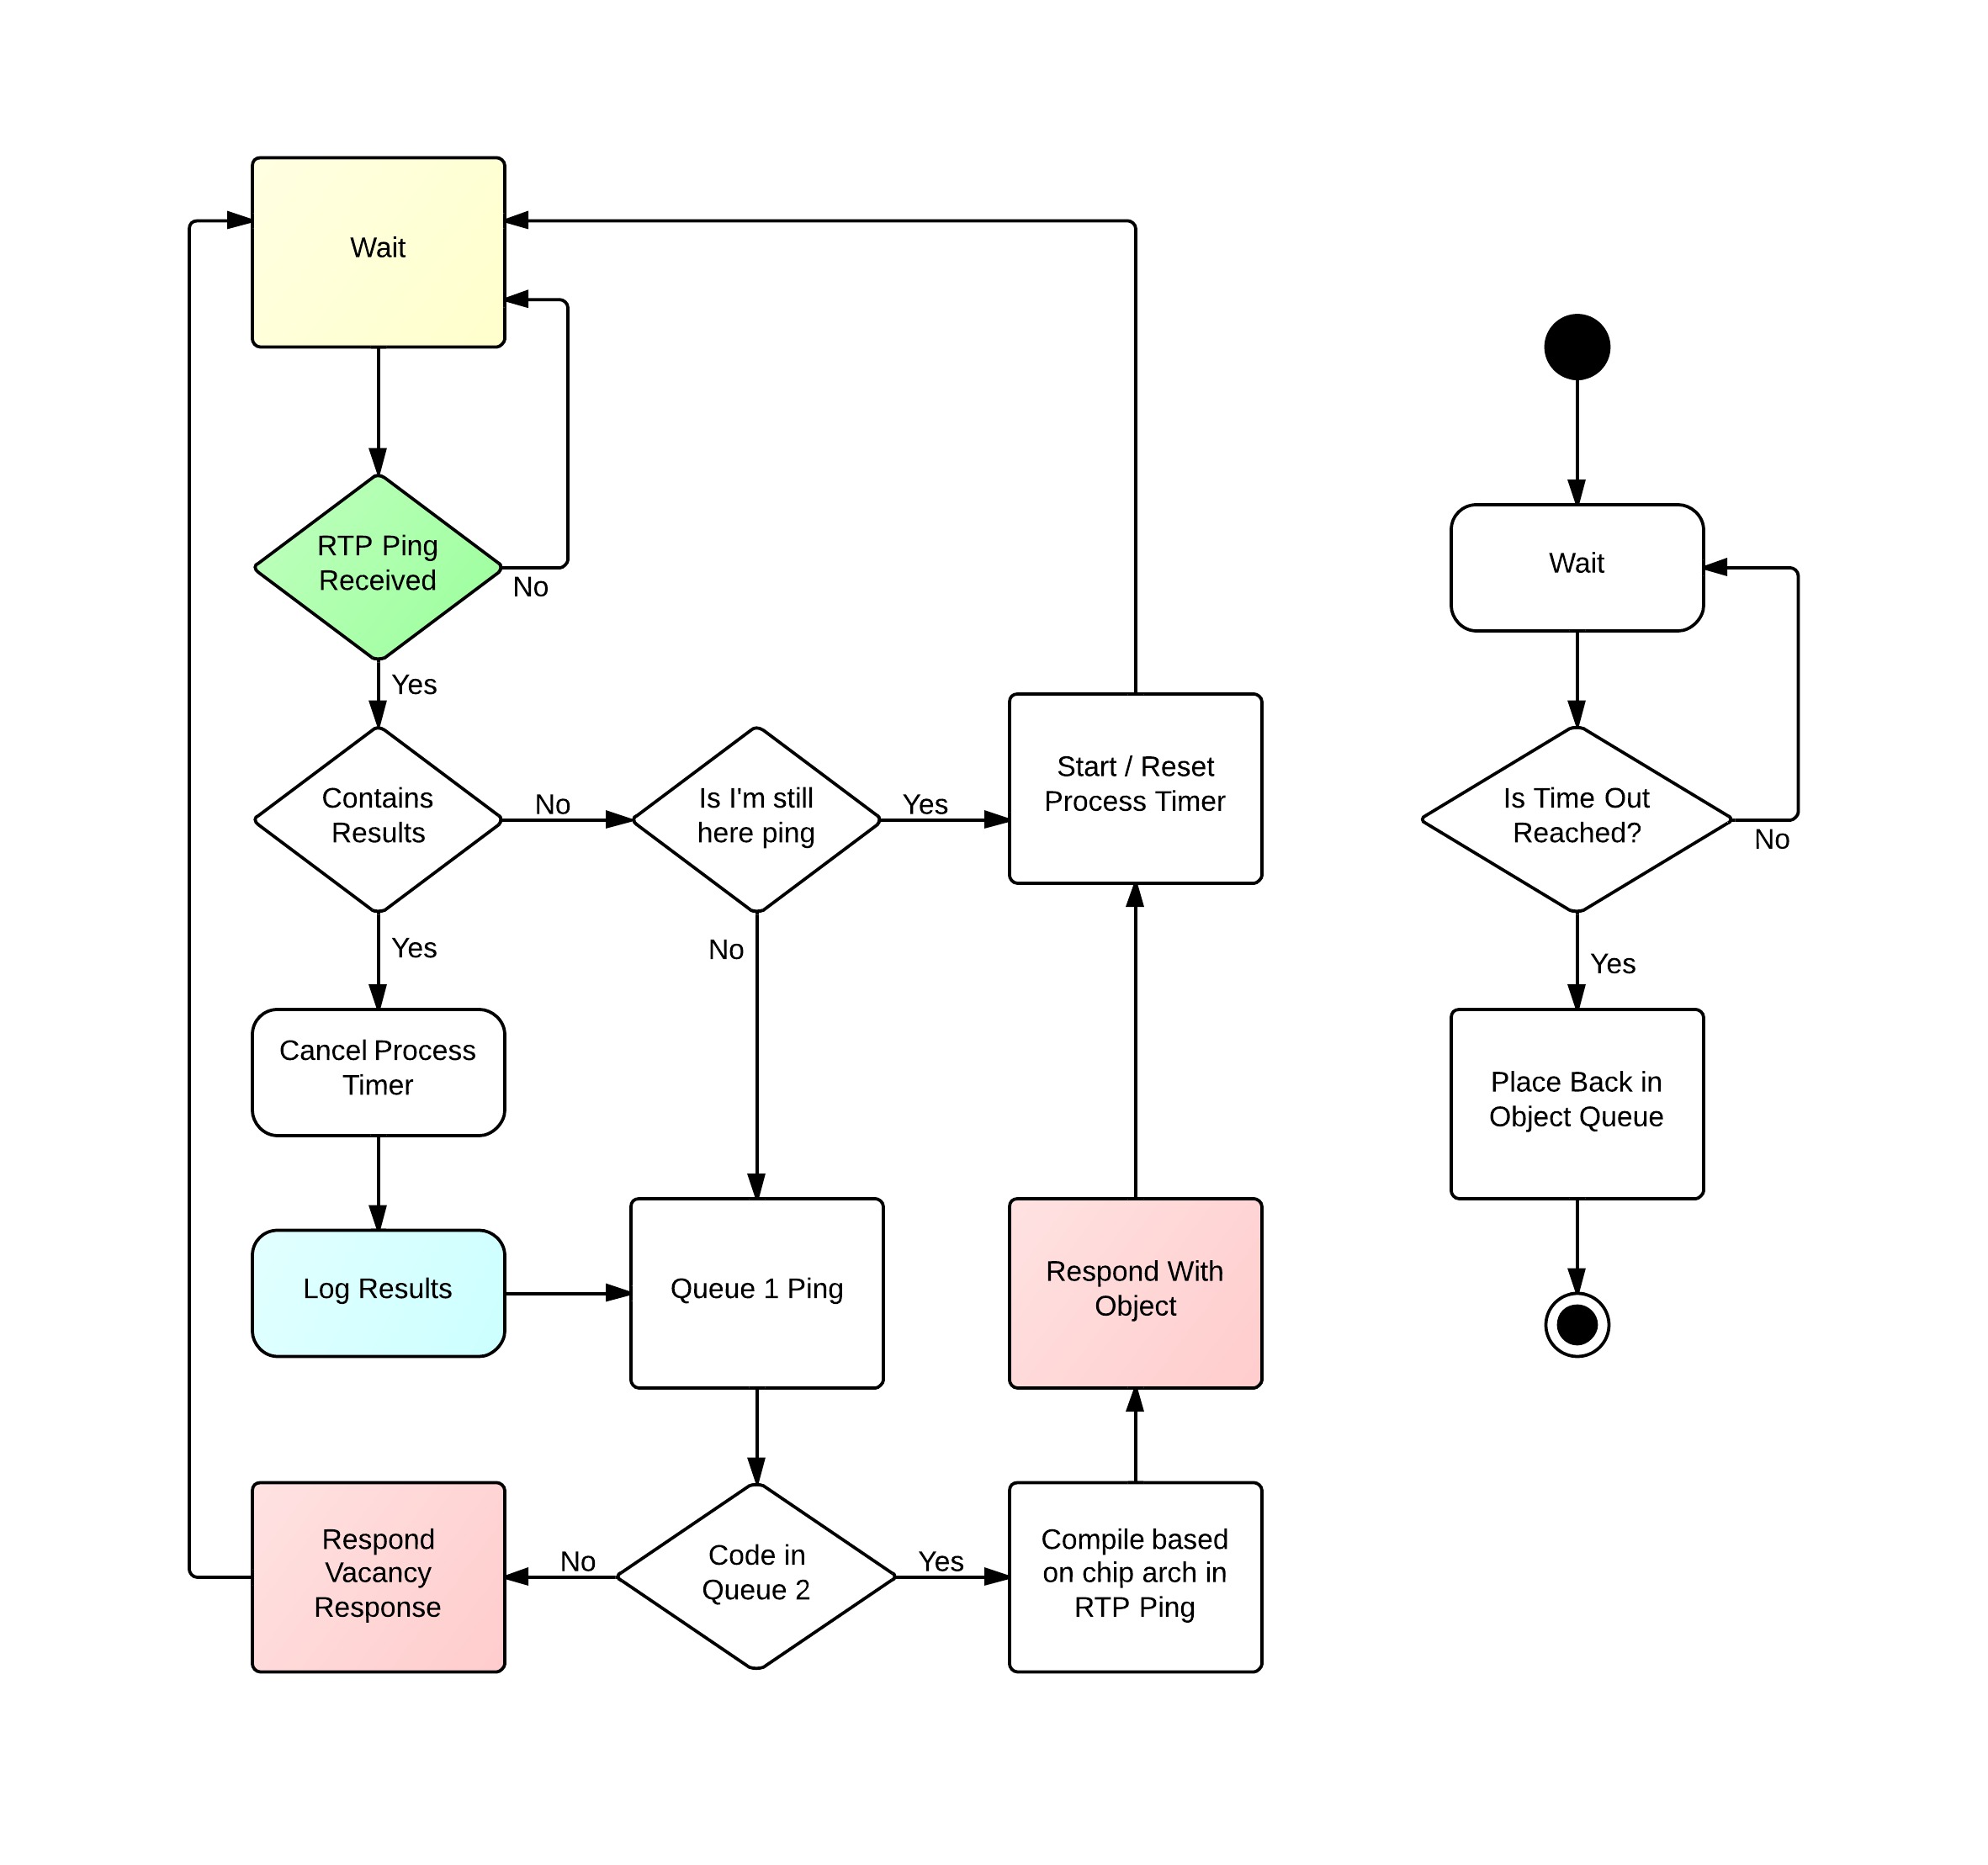 Wait
RTP Ping
Received
No
Yes
Contains
Results
No
Is I'm still
here ping
Yes
Start / Reset
Process Timer
Yes
No
Cancel Process
Timer
Log Results
Queue 1 Ping
Respond With
Object
Respond
Vacancy
Response
No
Code in
Queue 2
Yes
Compile based
on chip arch in
RTP Ping
Wait
Is Time Out
Reached?
No
Yes
Place Back in
Object Queue